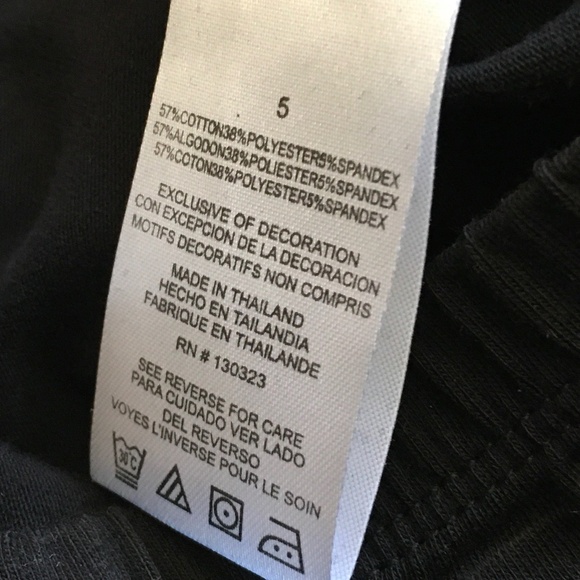 5
57%COTTON38%POLYESTER5%SPANDEX
57%ALGODON38%POLIESTER5%SPANDEX
57%COTON38%POLYESTER5%SPANDEX
EXCLUSIVE OF DECORATION
CON EXCEPCION DE LA DECORACION
MOTIFS DECORATIFS NON COMPRIS
MADE IN THAILAND
HECHO EN TAILANDIA
FABRIQUE EN THAILANDE
RN # 130323
SEE REVERSE FOR CARE
PARA CUIDADO VER LADO
DEL REVERSO
VOYES L'INVERSE POUR LE SOIN
30°C